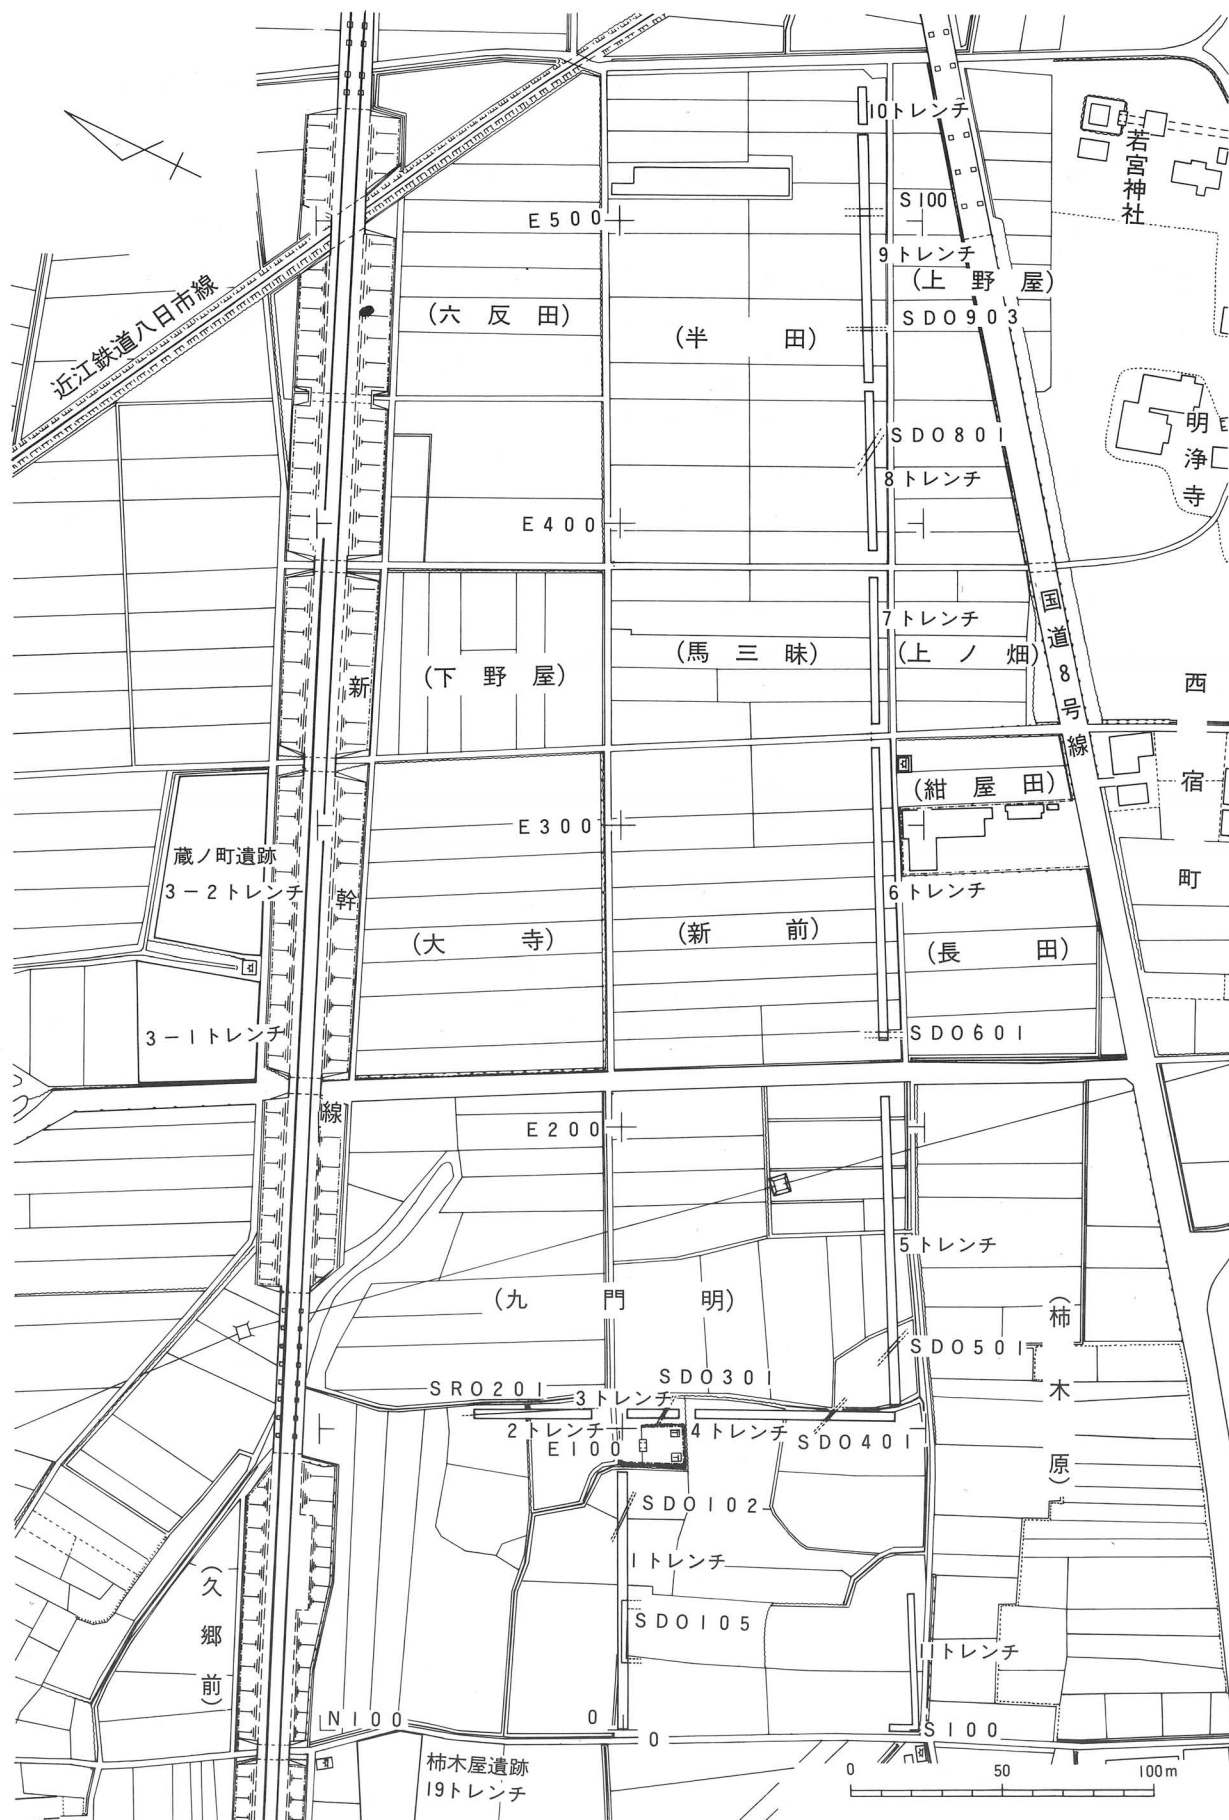 10トレンチ
若宮神社
S100
E500
9トレンチ
(上野屋)
近江鉄道八日市線
(六反田)
(半田)
SD0903
明浄寺
SD0801
8トレンチ
E400
国道8号線
7トレンチ
(下野屋)
(馬三昧)
(上ノ畑)
西宿町
新幹線
(紺屋田)
E300
蔵ノ町遺跡
3-2トレンチ
6トレンチ
(大寺)
(新前)
(長田)
3-1トレンチ
SD0601
E200
5トレンチ
(九門明)
(柿木原)
SD0501
SD0301
SR0201
3トレンチ
2トレンチ
4トレンチ
E100
SD0401
SD0102
1トレンチ
(久郷前)
SD0105
11トレンチ
N100
0
0
S100
柿木屋遺跡
19トレンチ
0 50 100m